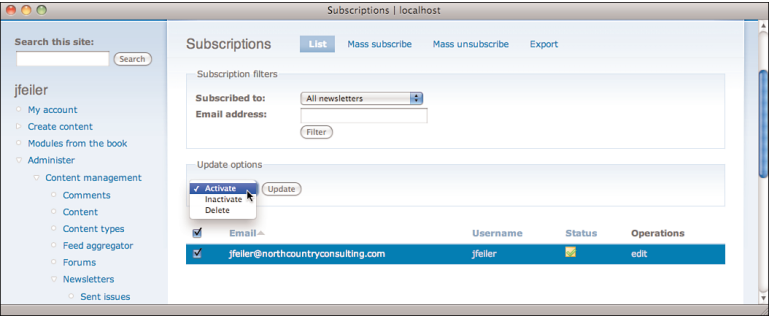 Subscriptions | localhost
Search this site:
Search
jfeiler
My account
Create content
Modules from the book
Administer
Content management
Comments
Content
Content types
Feed aggregator
Forums
Newsletters
Sent issues
Subscriptions List Mass subscribe Mass unsubscribe Export
Subscription filters
Subscribed to: All newsletters
Email address:
Filter
Update options
✓ Activate
Inactivate
Delete
Update
Email Username Status Operations
jfeiler@northcountryconsulting.com jfeiler edit